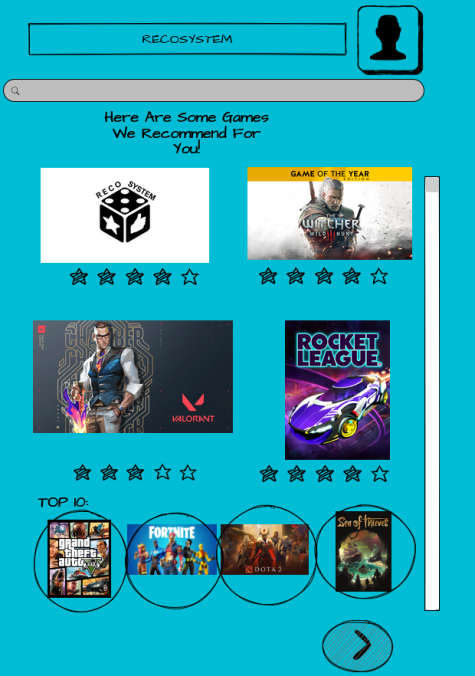 RECOSYSTEM
Here Are Some Games
We Recommend For
You!
RECO SYSTEM
GAME OF THE YEAR
EDITION
THE
WITCHER
WILD HUNT
VALORANT
ROCKET
LEAGUE
TOP 10:
grand
theft
auto
V
FORTNITE
DOTA 2
Sea of Thieves